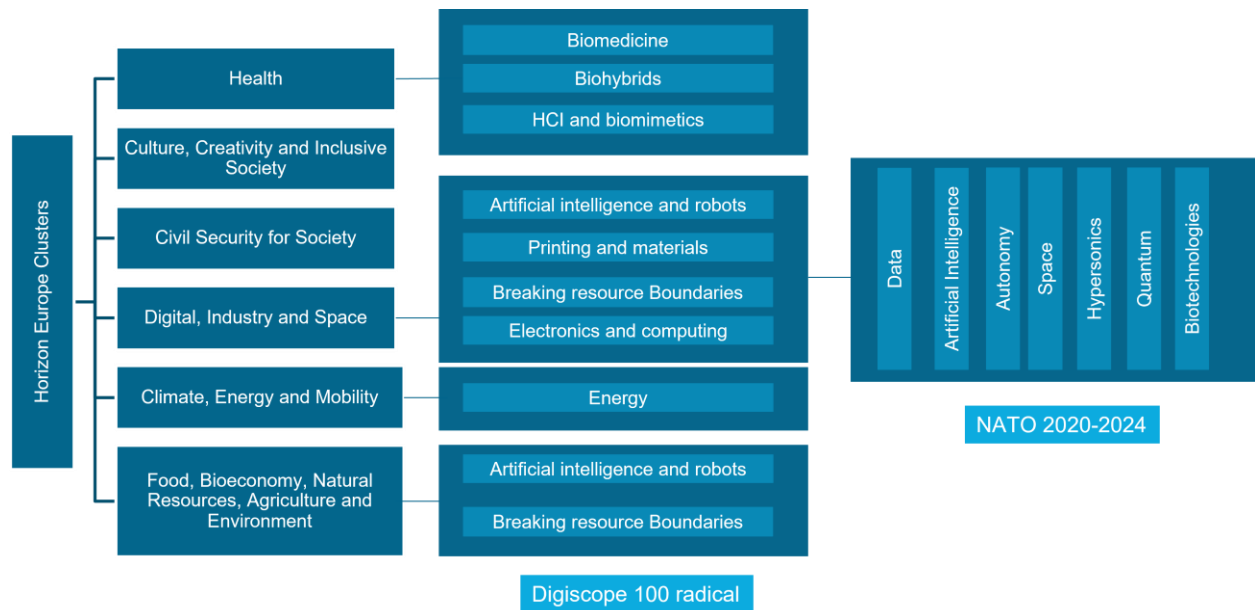 Horizon Europe Clusters
Health
Culture, Creativity and Inclusive
Society
Civil Security for Society
Digital, Industry and Space
Climate, Energy and Mobility
Food, Bioeconomy, Natural
Resources, Agriculture and
Environment
Biomedicine
Biohybrids
HCI and biomimetics
Artificial intelligence and robots
Printing and materials
Breaking resource Boundaries
Electronics and computing
Energy
Artificial intelligence and robots
Breaking resource Boundaries
Digiscope 100 radical
Data
Artificial Intelligence
Autonomy
Space
Hypersonics
Quantum
Biotechnologies
NATO 2020-2024